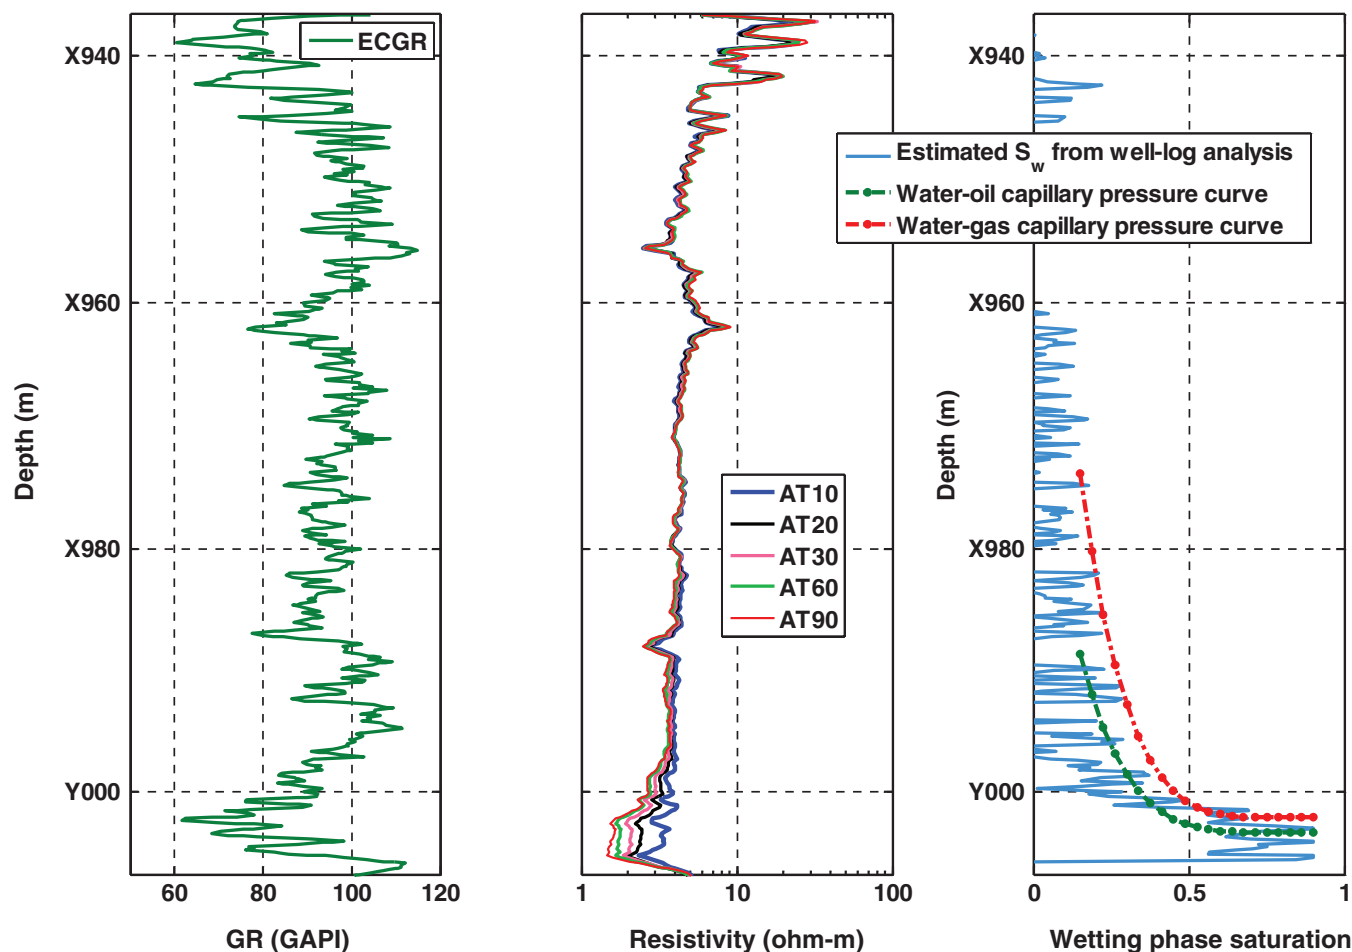 ECGR
X940
X960
X980
Y000
Depth (m)
60
80
100
120
GR (GAPI)
AT10
AT20
AT30
AT60
AT90
1
10
100
Resistivity (ohm-m)
Estimated Sw from well-log analysis
Water-oil capillary pressure curve
Water-gas capillary pressure curve
X940
X960
X980
Y000
Depth (m)
0
0.5
1
Wetting phase saturation